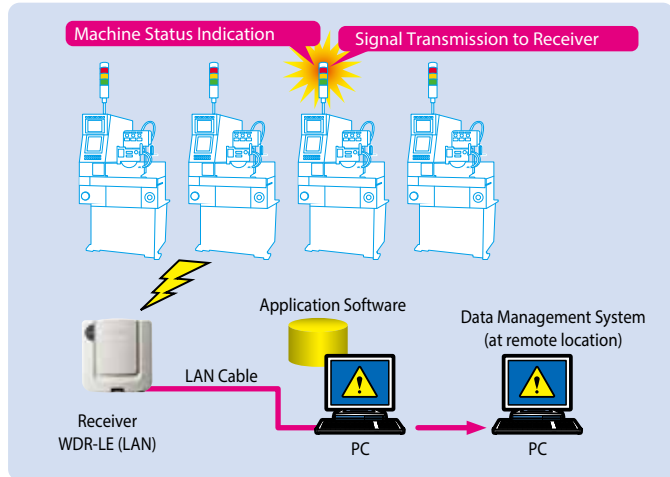 Machine Status Indication
Signal Transmission to Receiver
Application Software
Data Management System
(at remote location)
LAN Cable
Receiver
WDR-LE (LAN)
PC
PC